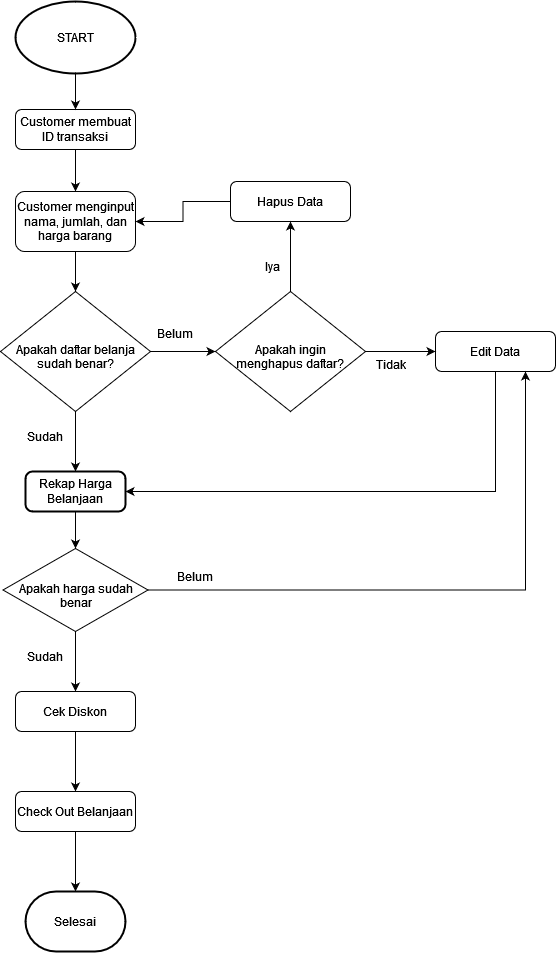 START
Customer membuat
ID transaksi
Customer menginput
nama, jumlah, dan
harga barang
Hapus Data
Iya
Apakah daftar belanja
sudah benar?
Belum
Apakah ingin
menghapus daftar?
Tidak
Edit Data
Sudah
Rekap Harga
Belanjaan
Apakah harga sudah
benar
Belum
Sudah
Cek Diskon
Check Out Belanjaan
Selesai